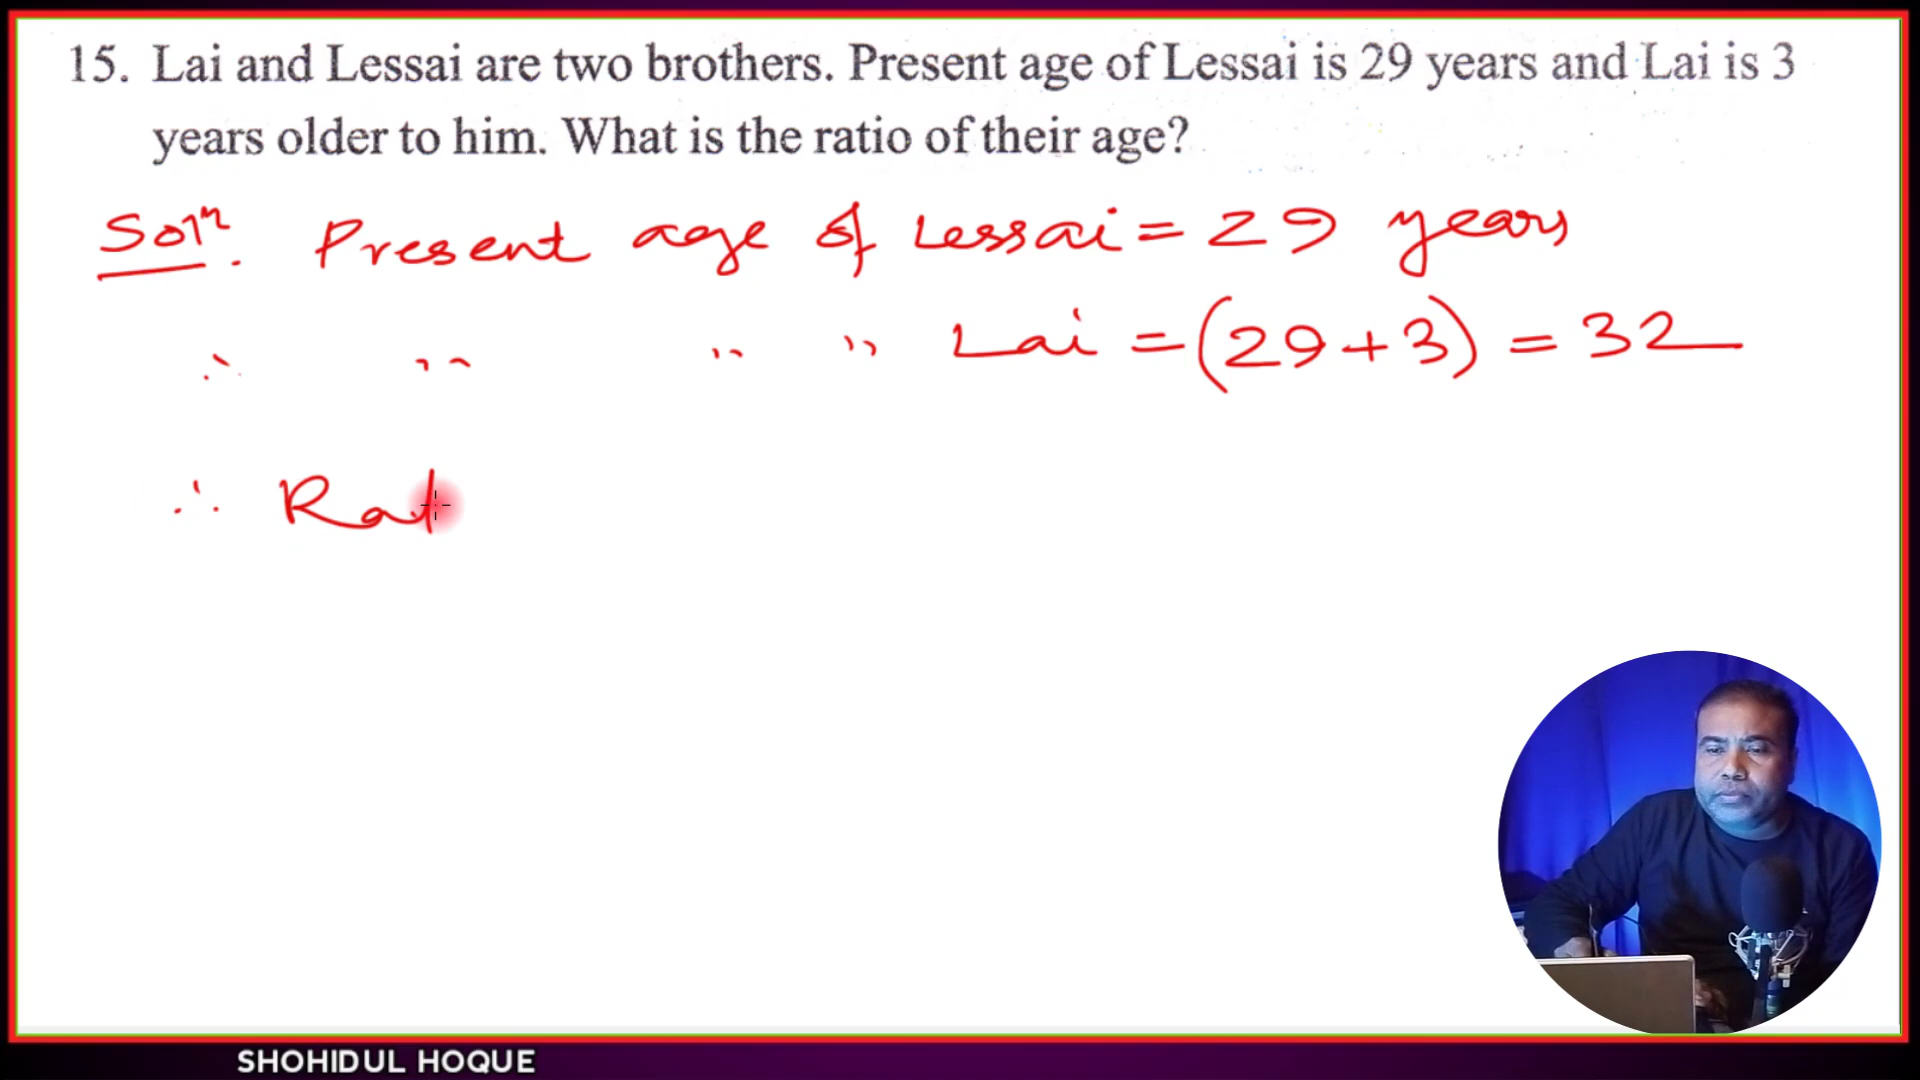 15. Lai and Lessai are two brothers. Present age of Lessai is 29 years and Lai is 3
years older to him. What is the ratio of their age?
Solⁿ. Present age of Lessai = 29 years
∴ " " " Lai = (29+3) = 32
∴ Rat
SHOHIDUL HOQUE